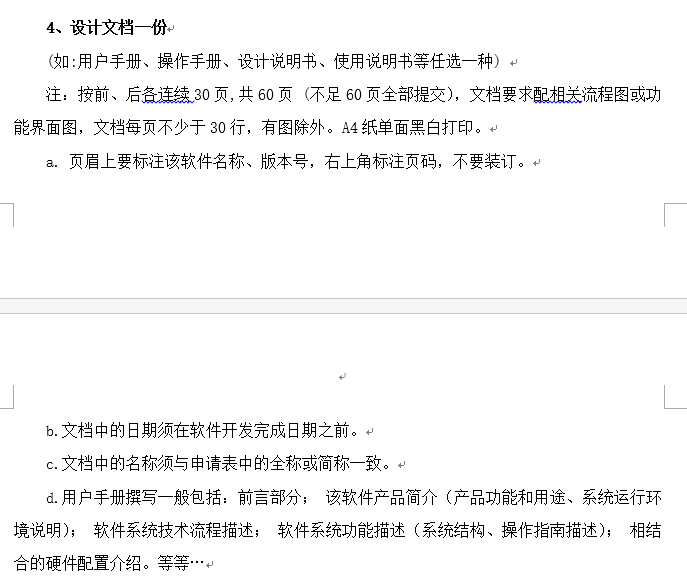 4、设计文档一份
(如:用户手册、操作手册、设计说明书、使用说明书等任选一种)
注：按前、后各连续30页,共60页 (不足60页全部提交)，文档要求配相关流程图或功
能界面图，文档每页不少于30行，有图除外。A4纸单面黑白打印。
a. 页眉上要标注该软件名称、版本号，右上角标注页码，不要装订。
b.文档中的日期须在软件开发完成日期之前。
c.文档中的名称须与申请表中的全称或简称一致。
d.用户手册撰写一般包括：前言部分； 该软件产品简介（产品功能和用途、系统运行环
境说明）； 软件系统技术流程描述； 软件系统功能描述（系统结构、操作指南描述）； 相结
合的硬件配置介绍。等等…